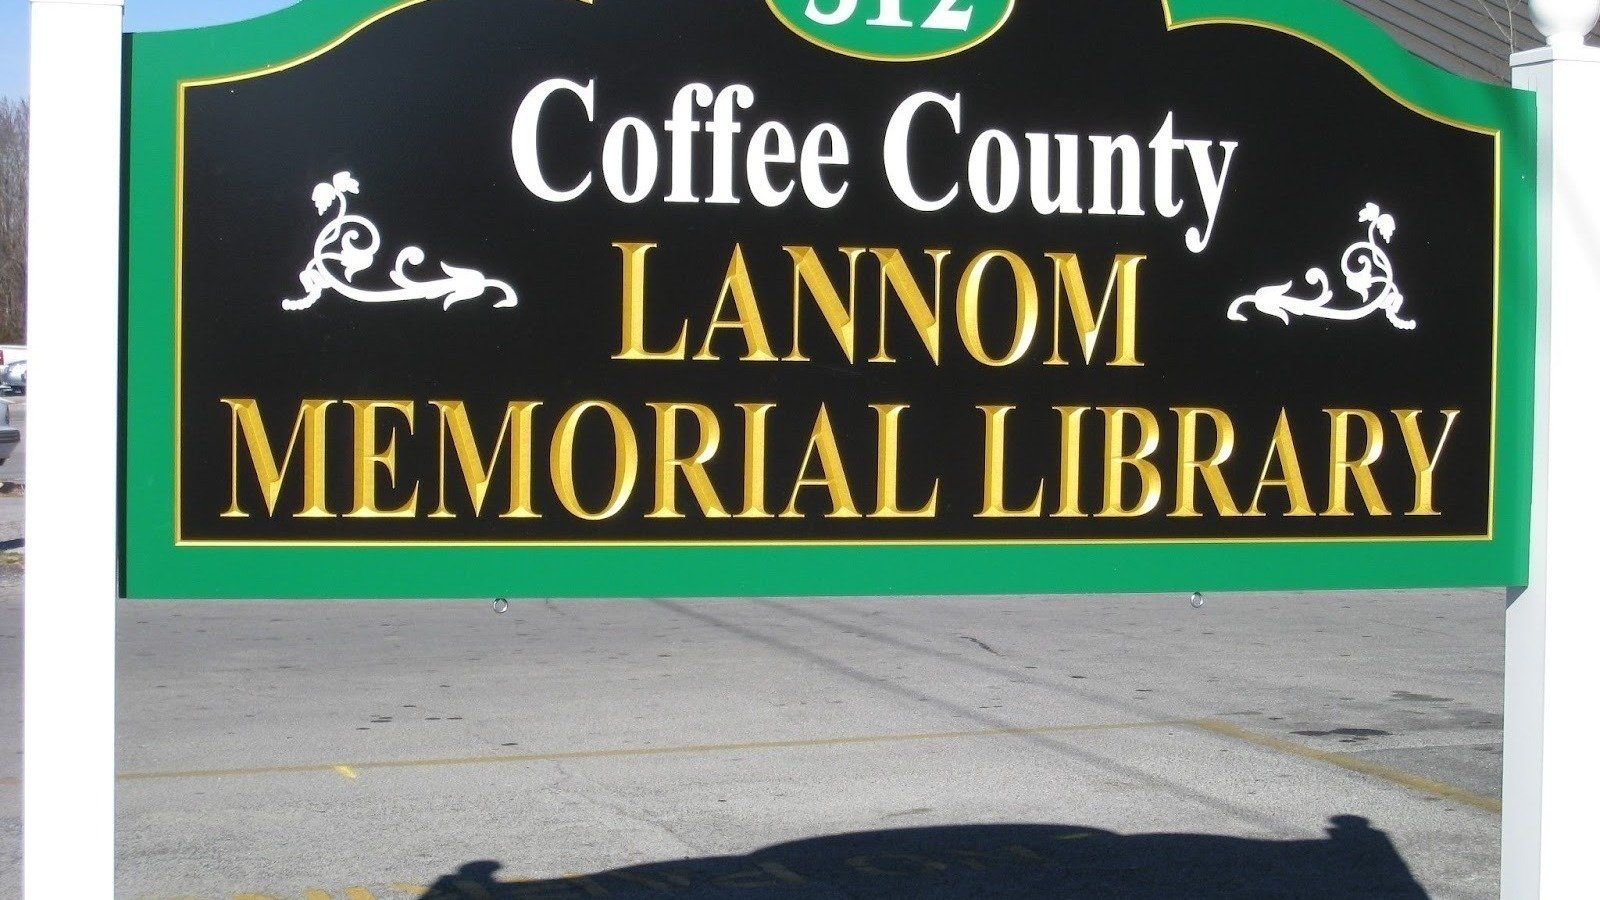 312
Coffee County
LANNOM
MEMORIAL LIBRARY